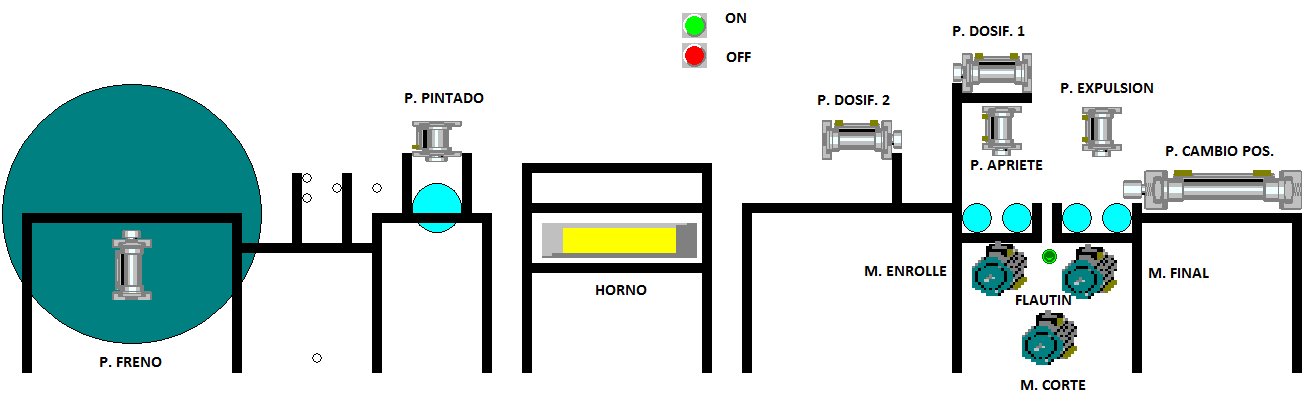 ON
OFF
P. DOSIF. 1
P. PINTADO
P. DOSIF. 2
P. EXPULSION
P. APRIETE
P. CAMBIO POS.
M. ENROLLE
M. FINAL
HORNO
FLAUTIN
P. FRENO
M. CORTE